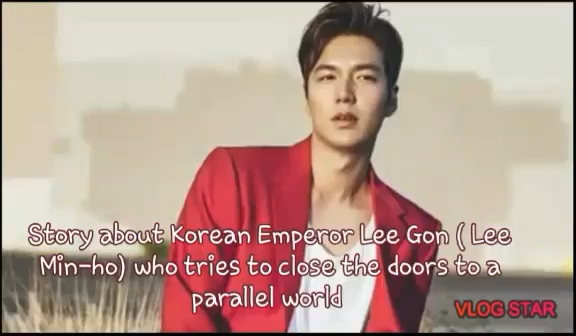 Story about Korean Emperor Lee Gon ( Lee
Min-ho) who tries to close the doors to a
parallel world
VLOG STAR